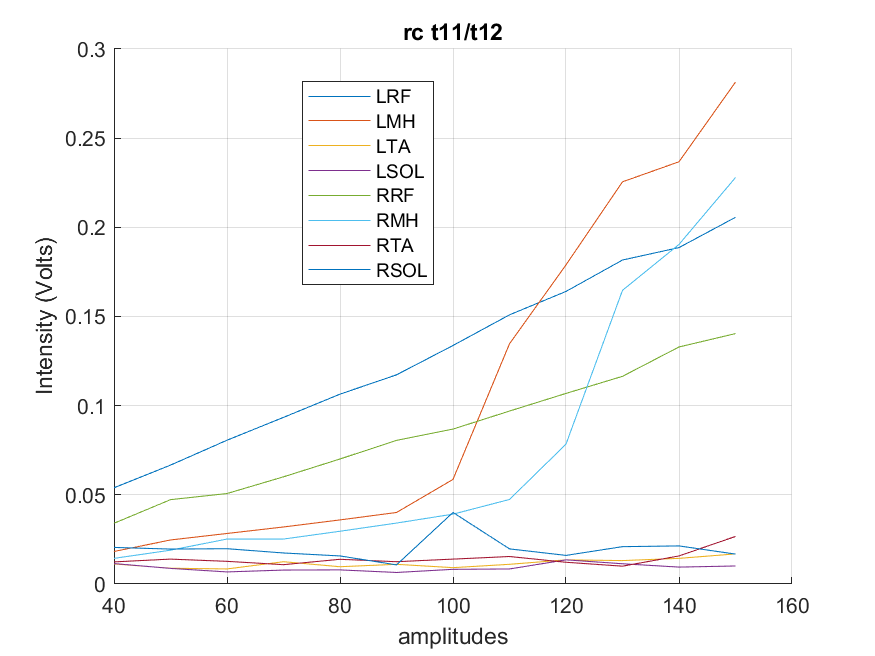 rc t11/t12
0.3
0.25
0.2
0.15
0.1
0.05
0
Intensity (Volts)
LRF
LMH
LTA
LSOL
RRF
RMH
RTA
RSOL
40 60 80 100 120 140 160
amplitudes